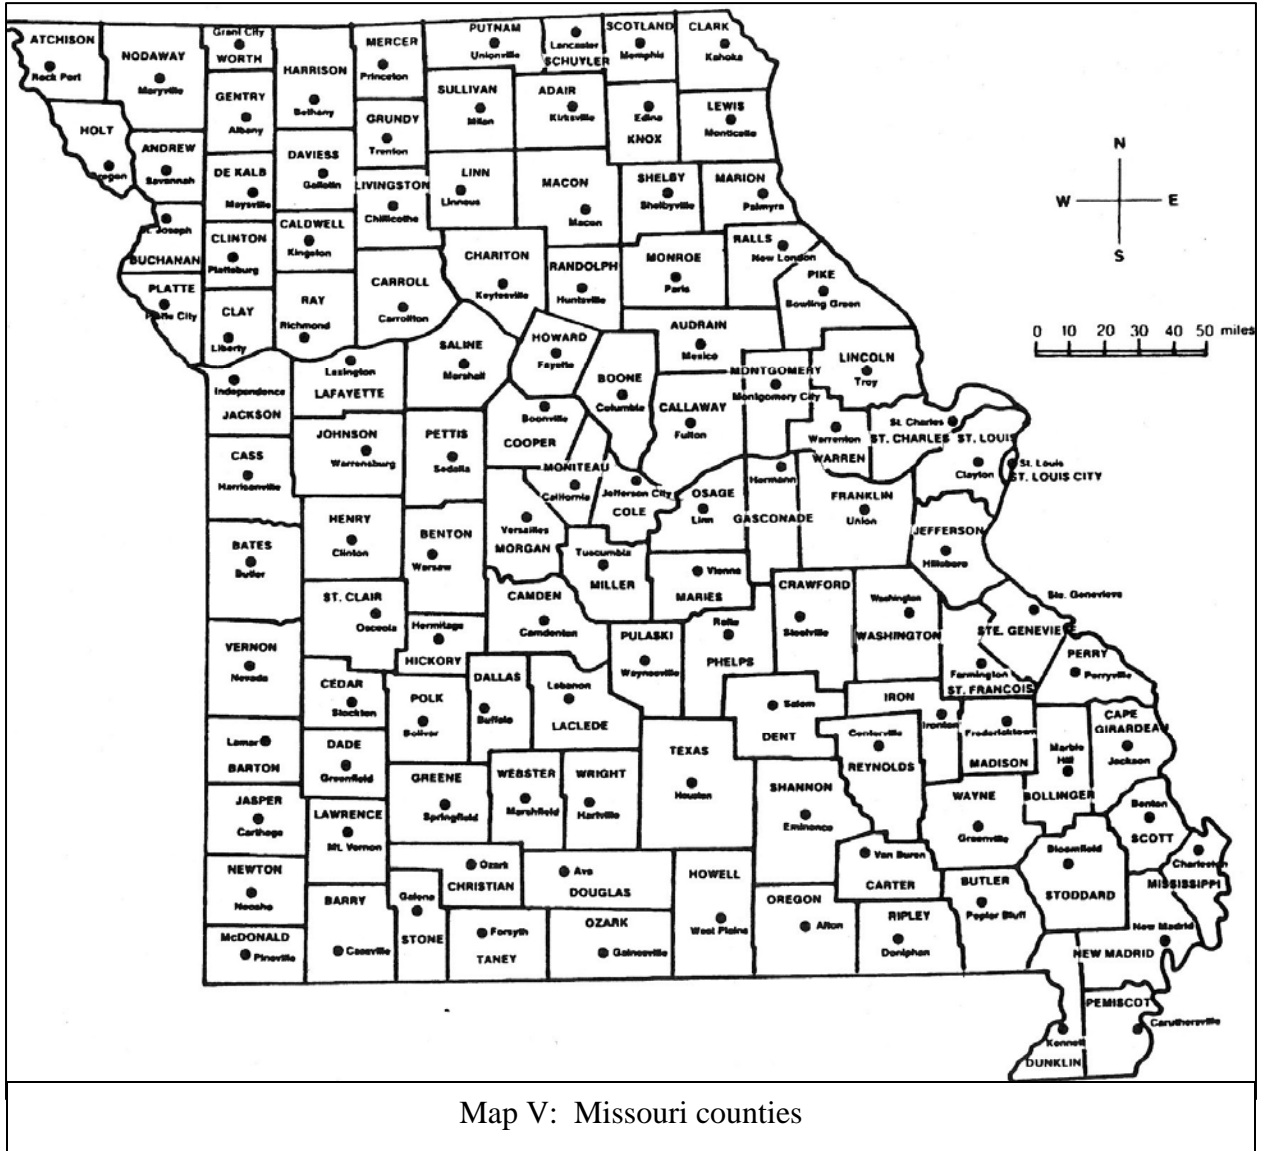 ATCHISON
Rock Port
NODAWAY
Maryville
Grant City
WORTH
HARRISON
Bethany
MERCER
Princeton
PUTNAM
Unionville
Lancaster
SCHUYLER
SCOTLAND
Memphis
CLARK
Kahoka
HOLT
Oregon
ANDREW
Savannah
GENTRY
Albany
DE KALB
Maysville
DAVIESS
Gallatin
GRUNDY
Trenton
SULLIVAN
Milan
ADAIR
Kirksville
Edina
KNOX
LEWIS
Monticello
N
W E
S
LIVINGSTON
Chillicothe
LINN
Linneus
MACON
Macon
SHELBY
Shelbyville
MARION
Palmyra
St. Joseph
BUCHANAN
CLINTON
Plattsburg
CALDWELL
Kingston
PLATTE
Platte City
CLAY
Liberty
RAY
Richmond
CARROLL
Carrollton
CHARITON
Keytesville
RANDOLPH
Huntsville
MONROE
Paris
RALLS
New London
PIKE
Bowling Green
0 10 20 30 40 50 miles
AUDRAIN
Mexico
SALINE
Marshall
HOWARD
Fayette
BOONE
Columbia
CALLAWAY
Fulton
MONTGOMERY
Montgomery City
LINCOLN
Troy
Independence
JACKSON
Lexington
LAFAYETTE
Warrenton
WARREN
St. Charles
ST. CHARLES
ST. LOUIS
Clayton
St. Louis
ST. LOUIS CITY
CASS
Harrisonville
JOHNSON
Warrensburg
PETTIS
Sedalia
Boonville
COOPER
MONITEAU
California
Jefferson City
COLE
OSAGE
Linn
Hermann
GASCONADE
FRANKLIN
Union
JEFFERSON
Hillsboro
BATES
Butler
HENRY
Clinton
BENTON
Warsaw
Versailles
MORGAN
Tuscumbia
MILLER
Vienna
MARIES
CRAWFORD
Steelville
Washington
WASHINGTON
Ste. Genevieve
STE. GENEVIEVE
PERRY
Perryville
Farmington
ST. FRANCOIS
VERNON
Nevada
ST. CLAIR
Osceola
Hermitage
HICKORY
CAMDEN
Camdenton
PULASKI
Waynesville
Rolla
PHELPS
CEDAR
Stockton
POLK
Bolivar
DALLAS
Buffalo
Lebanon
LACLEDE
Salem
DENT
IRON
Ironton
Fredericktown
MADISON
Marble
Hill
BOLLINGER
CAPE
GIRARDEAU
Jackson
Lamar
BARTON
DADE
Greenfield
TEXAS
Houston
Centerville
REYNOLDS
JASPER
Carthage
LAWRENCE
Mt. Vernon
GREENE
Springfield
WEBSTER
Marshfield
WRIGHT
Hartville
SHANNON
Eminence
WAYNE
Greenville
Benton
SCOTT
Charleston
MISSISSIPPI
NEWTON
Neosho
BARRY
Cassville
Ozark
CHRISTIAN
Ava
DOUGLAS
HOWELL
West Plains
OREGON
Alton
Van Buren
CARTER
BUTLER
Poplar Bluff
Bloomfield
STODDARD
McDONALD
Pineville
Galena
STONE
Forsyth
TANEY
OZARK
Gainesville
RIPLEY
Doniphan
New Madrid
NEW MADRID
PEMISCOT
Caruthersville
Kennett
DUNKLIN
Map V: Missouri counties